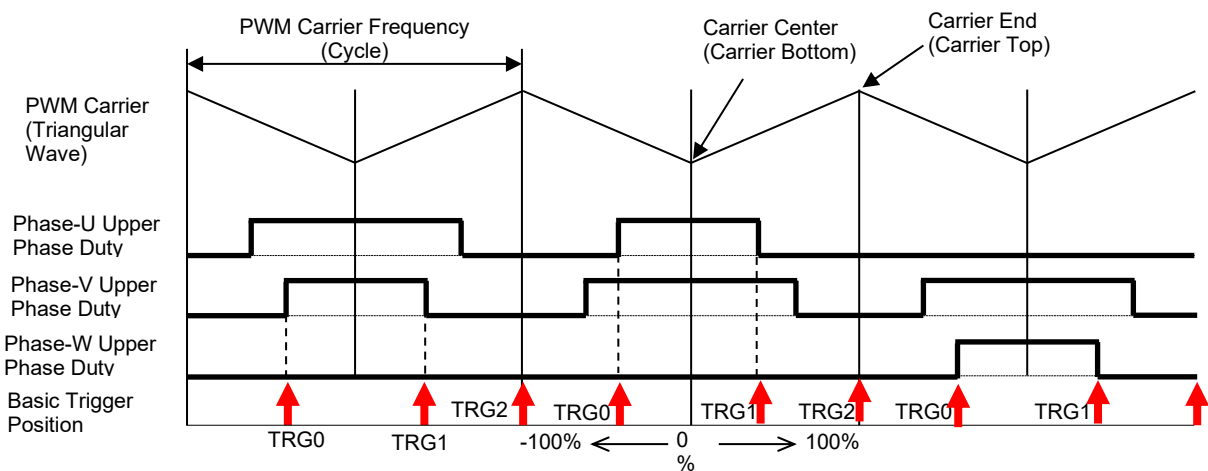 PWM Carrier Frequency
(Cycle)
Carrier Center
(Carrier Bottom)
Carrier End
(Carrier Top)
PWM Carrier
(Triangular
Wave)
Phase-U Upper
Phase Duty
Phase-V Upper
Phase Duty
Phase-W Upper
Phase Duty
Basic Trigger
Position
TRG2
TRG0
TRG1
TRG2
TRG0
TRG1
TRG0
TRG1
-100%
0
%
100%